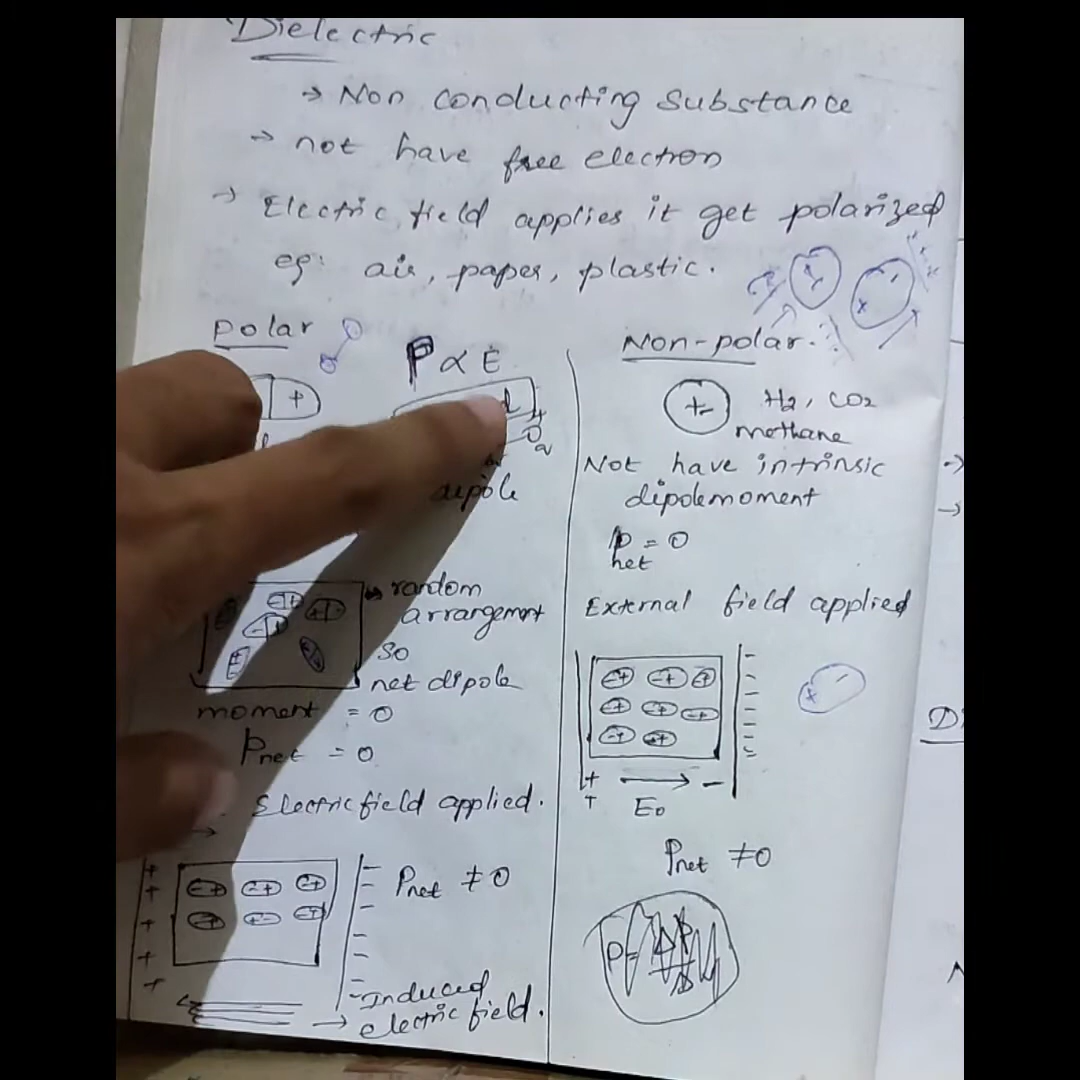 Dielectric
→ Non conducting substance
→ not have free electron
→ Electric field applies it get polarized
eg: air, paper, plastic.
Polar
P ∝ E
+
dipole
→ random
arrangement
so
net dipole
moment = 0
Pnet = 0
Electric field applied.
Pnet ≠ 0
Induced
electric field.
Non-polar
+- H2, CO2
methane
Not have intrinsic
dipolemoment
Pnet = 0
External field applied
+ → -
+ E0
Pnet ≠ 0